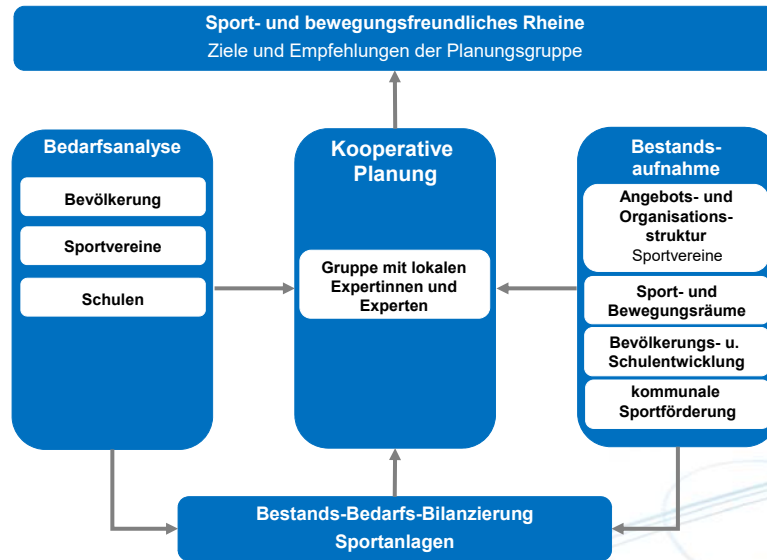 Sport- und bewegungsfreundliches Rheine
Ziele und Empfehlungen der Planungsgruppe
Bedarfsanalyse
Bevölkerung
Sportvereine
Schulen
Kooperative
Planung
Gruppe mit lokalen
Expertinnen und
Experten
Bestands-
aufnahme
Angebots- und
Organisations-
struktur
Sportvereine
Sport- und
Bewegungsräume
Bevölkerungs- u.
Schulentwicklung
kommunale
Sportförderung
Bestands-Bedarfs-Bilanzierung
Sportanlagen